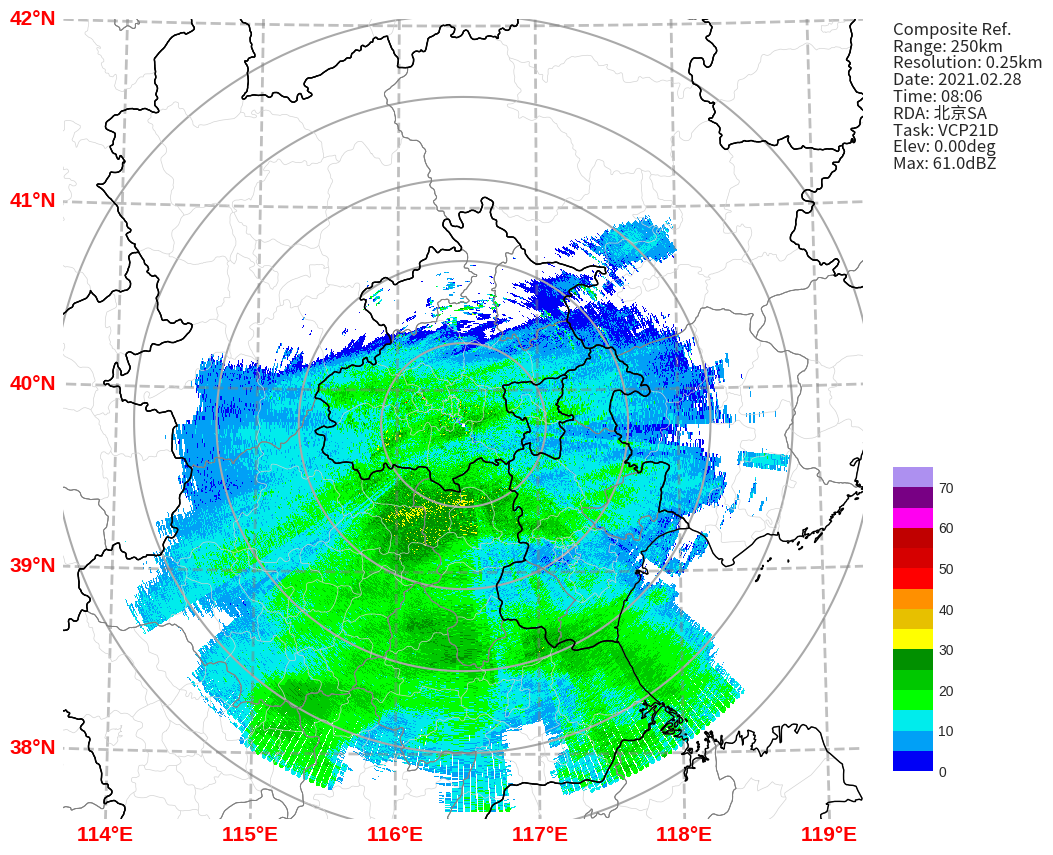 42°N
41°N
40°N
39°N
38°N
114°E 115°E 116°E 117°E 118°E 119°E
Composite Ref.
Range: 250km
Resolution: 0.25km
Date: 2021.02.28
Time: 08:06
RDA: 北京SA
Task: VCP21D
Elev: 0.00deg
Max: 61.0dBZ
70
60
50
40
30
20
10
0